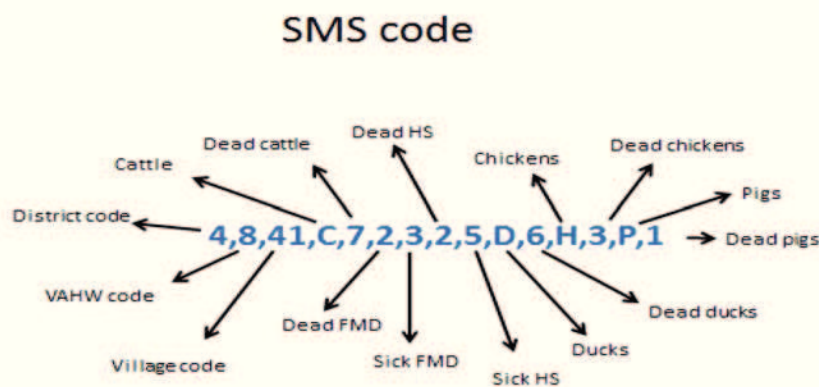 SMS code
Dead HS
Dead cattle
Dead chickens
Cattle
Chickens
Pigs
District code
4,8,41,C,7,2,3,2,5,D,6,H,3,P,1
Dead pigs
VAHW code
Dead FMD
Dead ducks
Village code
Sick FMD
Ducks
Sick HS